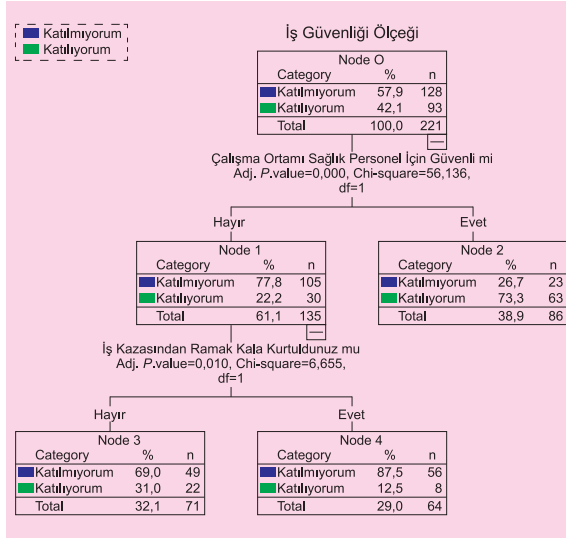 Katılmıyorum
Katılıyorum
İş Güvenliği Ölçeği
Node O
Category % n
Katılmıyorum 57,9 128
Katılıyorum 42,1 93
Total 100,0 221
Çalışma Ortamı Sağlık Personel İçin Güvenli mi
Adj. P.value=0,000, Chi-square=56,136,
df=1
Hayır Evet
Node 1
Category % n
Katılmıyorum 77,8 105
Katılıyorum 22,2 30
Total 61,1 135
Node 2
Category % n
Katılmıyorum 26,7 23
Katılıyorum 73,3 63
Total 38,9 86
İş Kazasından Ramak Kala Kurtuldunuz mu
Adj. P.value=0,010, Chi-square=6,655,
df=1
Hayır Evet
Node 3
Category % n
Katılmıyorum 69,0 49
Katılıyorum 31,0 22
Total 32,1 71
Node 4
Category % n
Katılmıyorum 87,5 56
Katılıyorum 12,5 8
Total 29,0 64